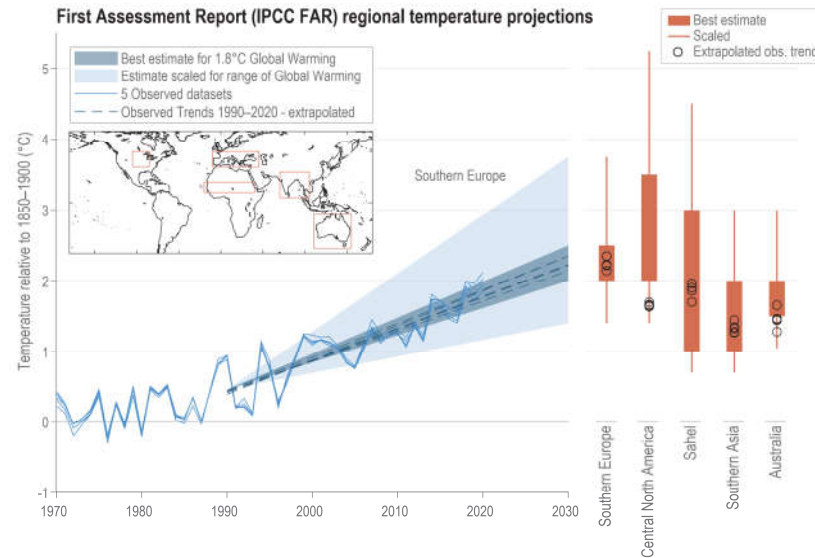 First Assessment Report (IPCC FAR) regional temperature projections
Best estimate for 1.8°C Global Warming
Estimate scaled for range of Global Warming
5 Observed datasets
Observed Trends 1990–2020 - extrapolated
Southern Europe
Temperature relative to 1850–1900 (°C)
5
4
3
2
1
0
-1
1970
1980
1990
2000
2010
2020
2030
Best estimate
Scaled
Extrapolated obs. trend
Southern Europe
Central North America
Sahel
Southern Asia
Australia